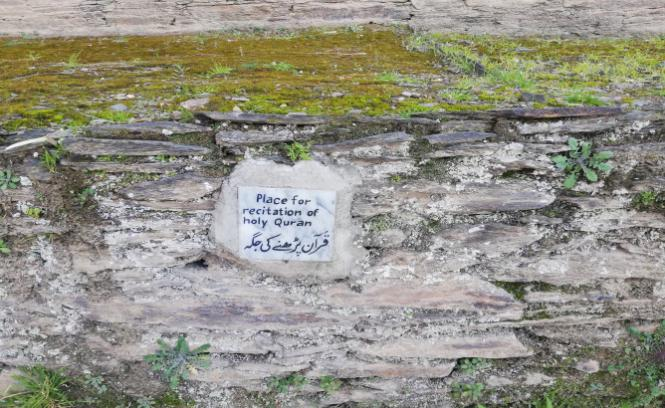 Place for
recitation of
holy Quran
قرآن پڑھنے کی جگہ